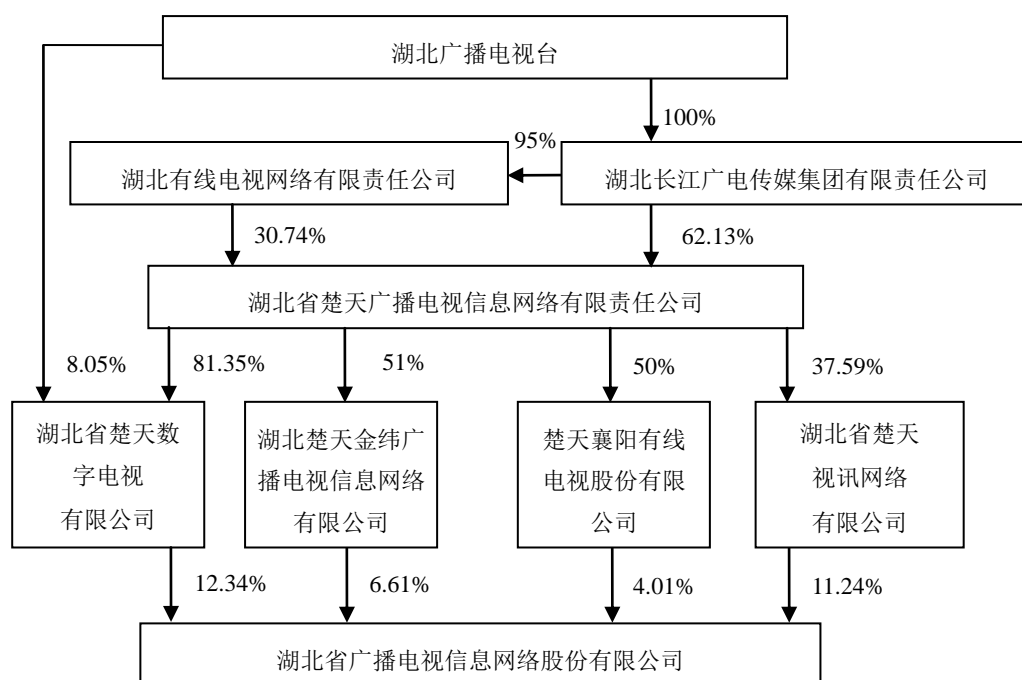 湖北广播电视台
100%
95%
湖北有线电视网络有限责任公司
湖北长江广电传媒集团有限责任公司
30.74%
62.13%
湖北省楚天广播电视信息网络有限责任公司
8.05%
81.35%
51%
50%
37.59%
湖北省楚天数
字电视
有限公司
湖北楚天金纬广
播电视信息网络
有限公司
楚天襄阳有线
电视股份有限
公司
湖北省楚天
视讯网络
有限公司
12.34%
6.61%
4.01%
11.24%
湖北省广播电视信息网络股份有限公司